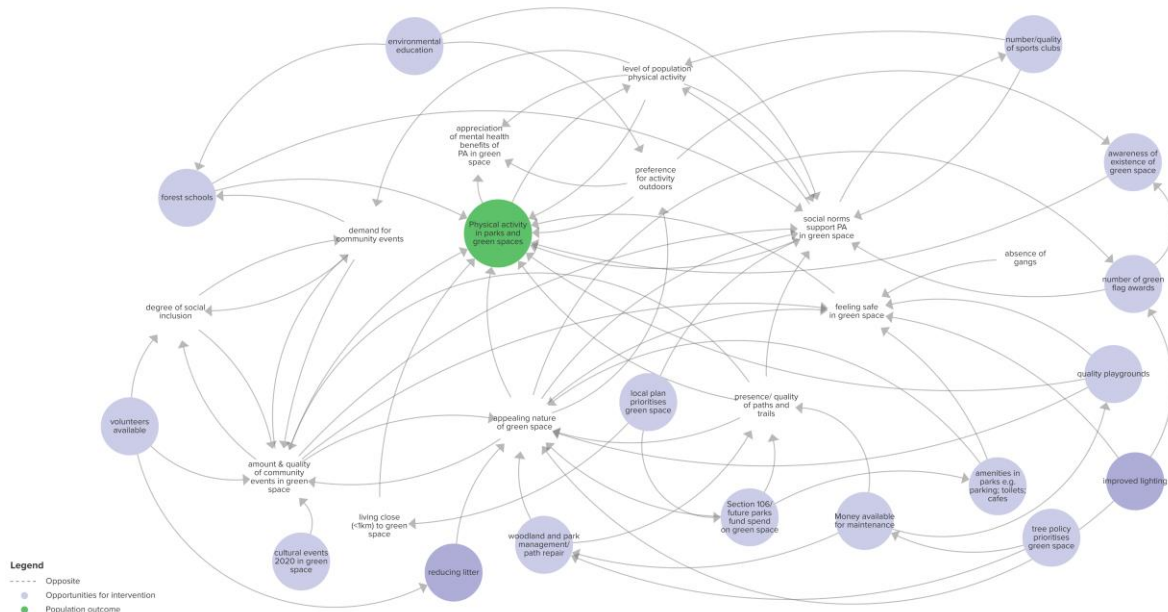 environmental
education
number/quality
of sports clubs
level of population
physical activity
appreciation
of mental health
benefits of
PA in green
space
awareness of
existence of
green space
preference
for activity
outdoors
forest schools
Physical activity
in parks and
green spaces
social norms
support PA
in green space
demand for
community events
absence of
gangs
number of green
flag awards
degree of social
inclusion
feeling safe
in green space
quality playgrounds
local plan
prioritises
green space
presence/ quality
of paths and
trails
volunteers
available
appealing nature
of green space
amount & quality
of community
events in green
space
amenities in
parks e.g.
parking; toilets;
cafes
improved lighting
living close
(<1km) to green
space
Section 106/
future parks
fund spend
on green space
Money available
for maintenance
tree policy
prioritises
green space
woodland and park
management/
path repair
cultural events
2020 in green
space
reducing litter
Legend
Opposite
Opportunities for intervention
Population outcome